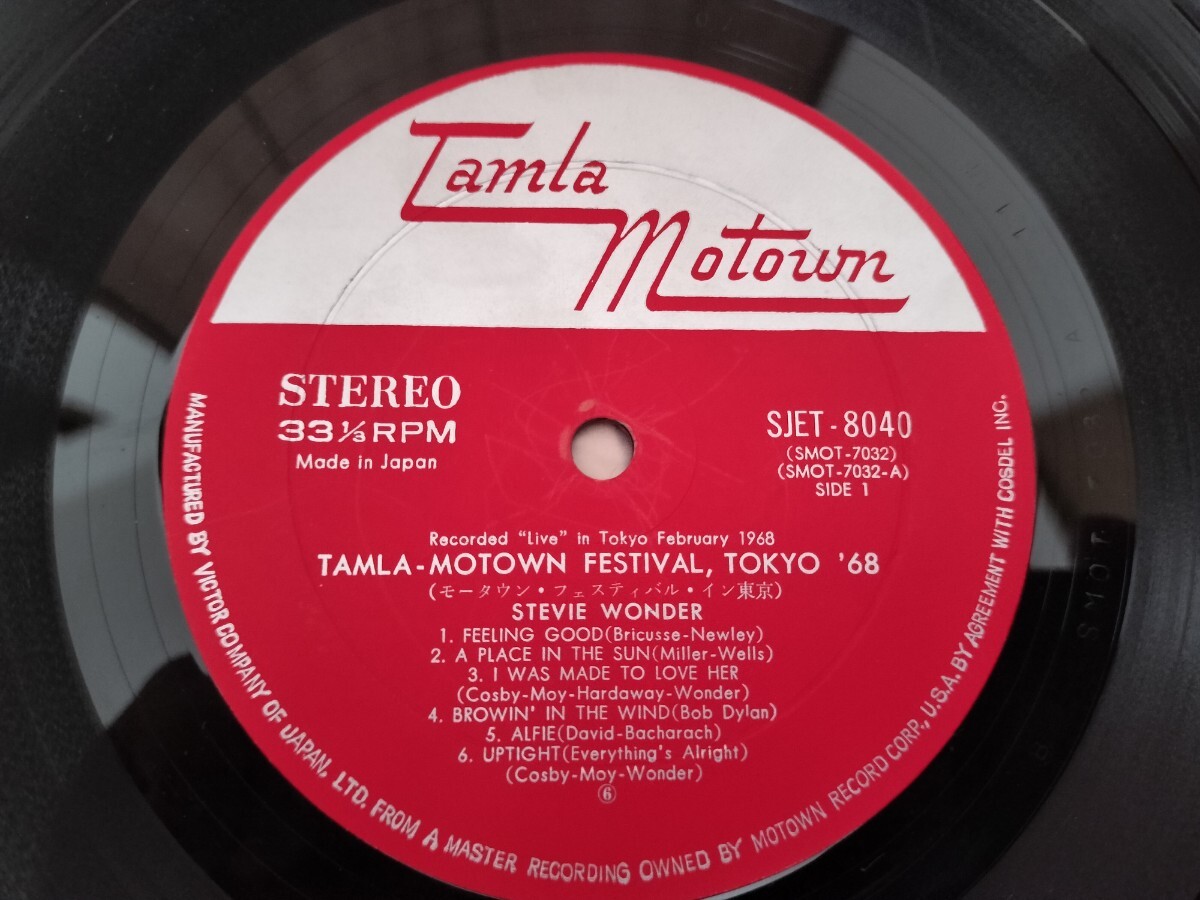 Tamla
Motown
STEREO
33⅓ RPM
Made in Japan
SJET-8040
(SMOT-7032)
(SMOT-7032-A)
SIDE 1
Recorded "Live" in Tokyo February 1968
TAMLA-MOTOWN FESTIVAL, TOKYO '68
(モータウン・フェスティバル・イン東京)
STEVIE WONDER
1. FEELING GOOD(Bricusse-Newley)
2. A PLACE IN THE SUN(Miller-Wells)
3. I WAS MADE TO LOVE HER
(Cosby-Moy-Hardaway-Wonder)
4. BROWIN' IN THE WIND(Bob Dylan)
5. ALFIE(David-Bacharach)
6. UPTIGHT(Everything's Alright)
(Cosby-Moy-Wonder)
⑥
MANUFACTURED BY VICTOR COMPANY OF JAPAN, LTD. FROM A MASTER RECORDING OWNED BY MOTOWN RECORD CORP., U.S.A. BY AGREEMENT WITH COSDEL INC.